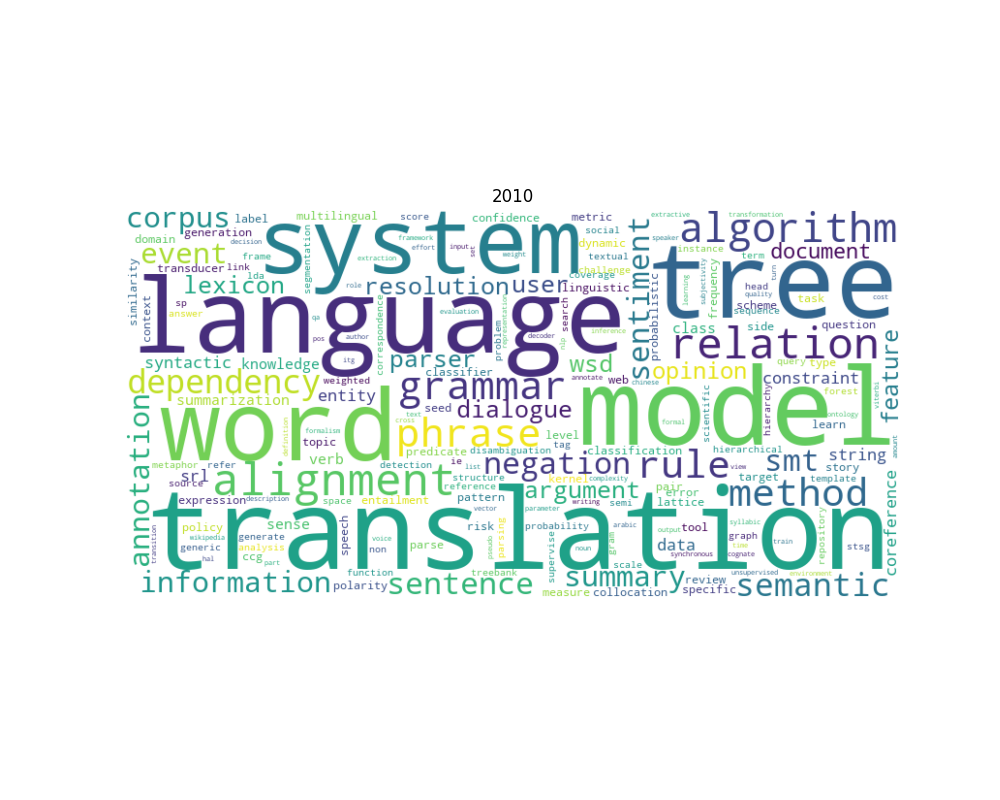 2010
corpus label multilingual score confidence metric social extractive transformation
generation framework speaker algorithm
domain decision system effort input set weight textual dynamic sentiment instance term turn document
event frame segmentation extraction challenge tree
transducer link resolution user coverage learning subjectivity frequency head quality cost
similarity lexicon lda role linguistic scheme
context sp language correspondence evaluation representation search probabilistic sequence
answer qa author problem inference class side task question
pos itg decoder nlp relation feature
syntactic knowledge parser wsd opinion query type
classifier annotate web chinese constraint viterbi
dependency entity weighted grammar model hierarchy ontology
summarization seed dialogue formal scientific forest learn amount
word definition text cross phrase level tag
topic formalism predicate disambiguation classification hierarchical string
annotation verb ie negation kernel rule view smt story
metaphor refer detection list structure complexity target template
srl alignment reference pattern argument pair error method coreference
source expression description space entailment vector parameter writing semi lattice
translation
transition policy wikipedia sense speech risk probability arabic output tool syllabic graph time repository
generic generate voice pseudo parsing noun gram data train stsg
analysis non parse supervise synchronous cognate
hal ccg part function treebank scale unsupervised environment
information polarity sentence summary review semantic
measure collocation specific